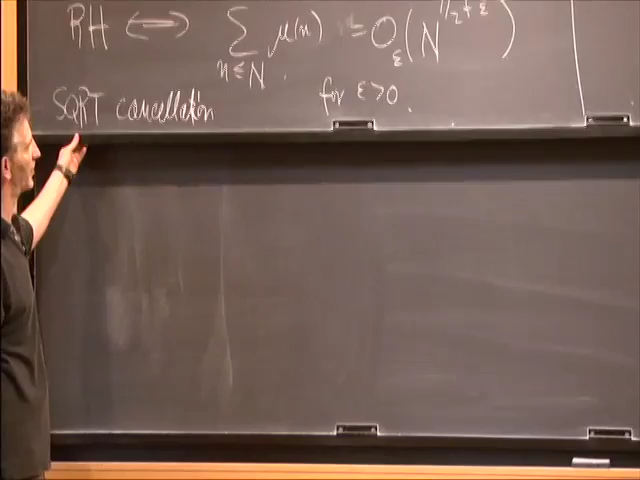 RH ⟺ ∑_{n≤N} μ(n) = O_ε(N^{1/2+ε})
SQRT cancellation for ε>0.